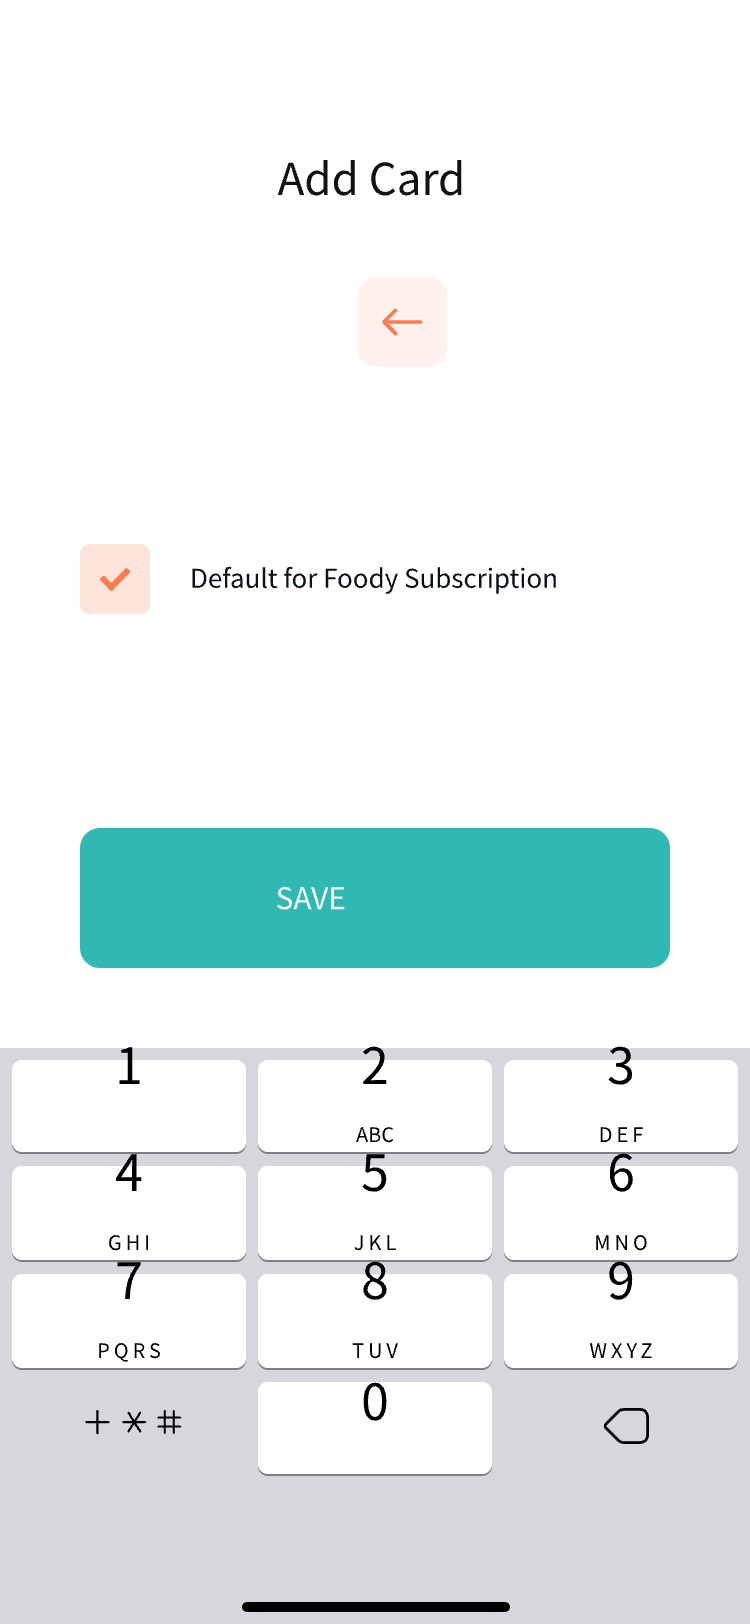 Add Card
Default for Foody Subscription
SAVE
1 2 3
ABC DEF
4 5 6
GHI JKL MNO
7 8 9
PQRS TUV WXYZ
+ * # 0